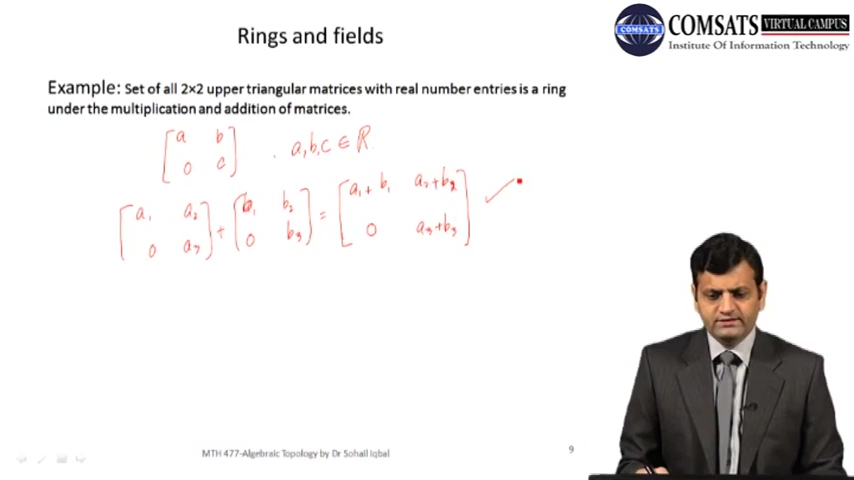 Rings and fields
COMSATS VIRTUAL CAMPUS
Institute Of Information Technology
COMSATS
Example: Set of all 2×2 upper triangular matrices with real number entries is a ring
under the multiplication and addition of matrices.
[a b
0 c] . a,b,c ∈ ℝ.
[a₁ a₂
0 a₃] + [b₁ b₂
0 b₃] = [a₁+b₁ a₂+b₂
0 a₃+b₃] ✓
MTH 477-Algebraic Topology by Dr Sohail Iqbal
9